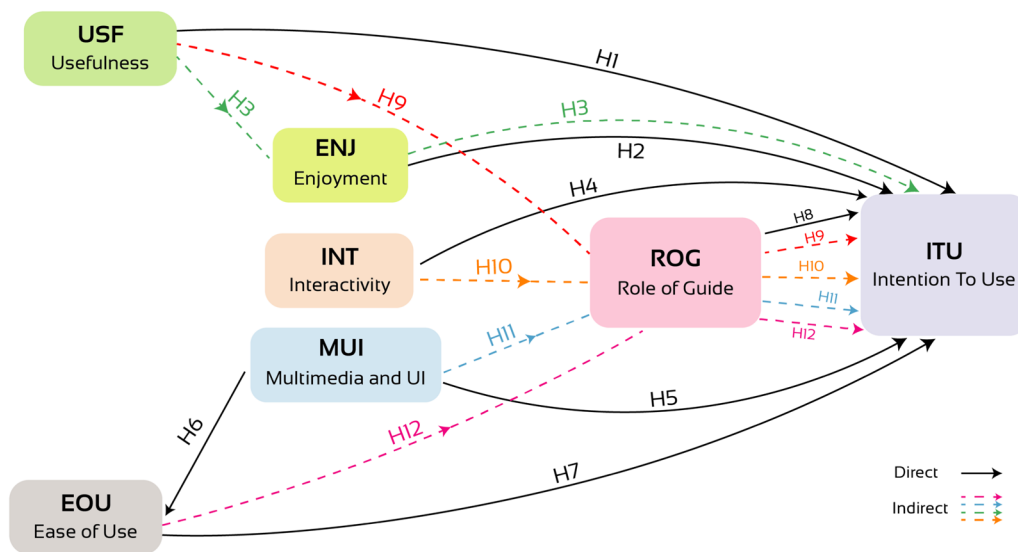 USF
Usefulness
H1
H3
H9
H3
ENJ
Enjoyment
H2
H4
INT
Interactivity
H10
ROG
Role of Guide
H8
H9
H10
H11
H12
ITU
Intention To Use
MUI
Multimedia and UI
H11
H5
H6
H12
H7
EOU
Ease of Use
Direct
Indirect